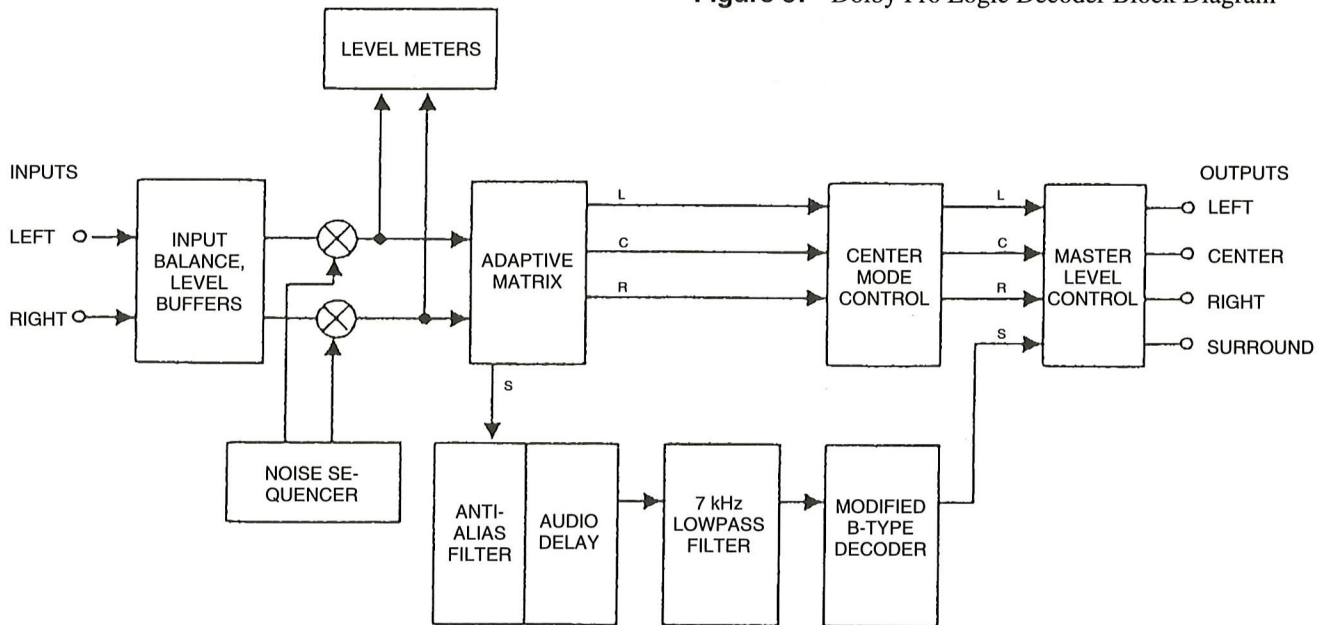 Figure 3. Dolby Pro Logic Decoder Block Diagram
LEVEL METERS
INPUTS
LEFT
RIGHT
INPUT
BALANCE,
LEVEL
BUFFERS
NOISE SE-
QUENCER
ADAPTIVE
MATRIX
L
C
R
S
CENTER
MODE
CONTROL
L
C
R
S
MASTER
LEVEL
CONTROL
OUTPUTS
LEFT
CENTER
RIGHT
SURROUND
ANTI-
ALIAS
FILTER
AUDIO
DELAY
7 kHz
LOWPASS
FILTER
MODIFIED
B-TYPE
DECODER